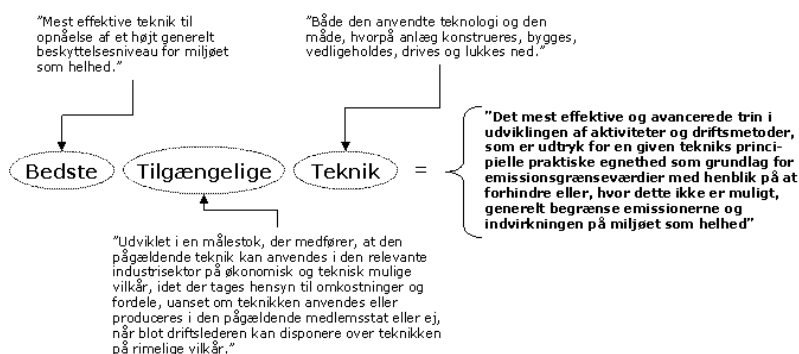 ”Mest effektive teknik til
opnåelse af et højt generelt
beskyttelsesniveau for miljøet
som helhed.”
”Både den anvendte teknologi og den
måde, hvorpå anlæg konstrueres, bygges,
vedligeholdes, drives og lukkes ned.”
Bedste
Tilgængelige
Teknik
=
”Det mest effektive og avancerede trin i
udviklingen af aktiviteter og driftsmetoder,
som er udtryk for en given tekniks princi-
pielle praktiske egnethed som grundlag for
emissionsgrænseværdier med henblik på at
forhindre eller, hvor dette ikke er muligt,
generelt begrænse emissionerne og
indvirkningen på miljøet som helhed”
”Udviklet i en målestok, der medfører, at den
pågældende teknik kan anvendes i den relevante
industrisektor på økonomisk og teknisk mulige
vilkår, idet der tages hensyn til omkostninger og
fordele, uanset om teknikken anvendes eller
produceres i den pågældende medlemsstat eller ej,
når blot driftslederen kan disponere over teknikken
på rimelige vilkår.”